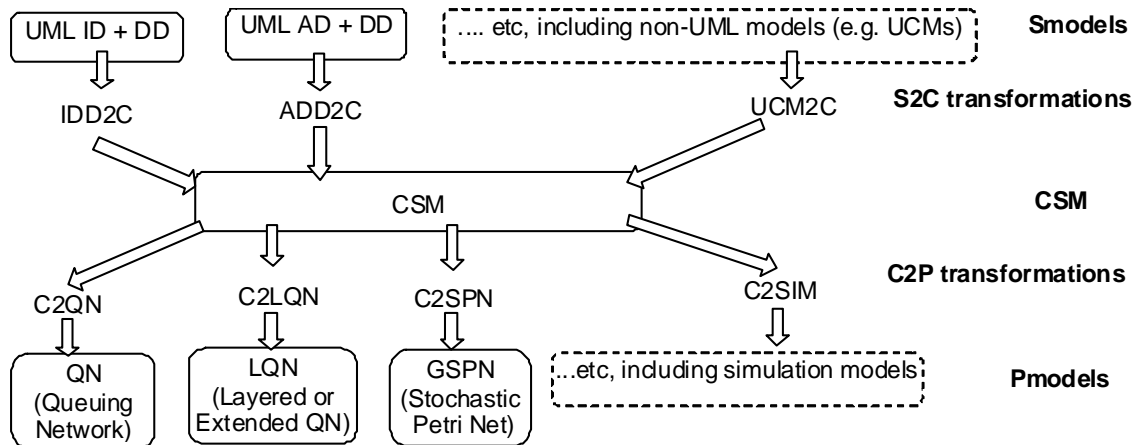 UML ID + DD
UML AD + DD
.... etc, including non-UML models (e.g. UCMs)
Smodels
IDD2C
ADD2C
UCM2C
S2C transformations
CSM
CSM
C2P transformations
C2QN
C2LQN
C2SPN
C2SIM
QN
(Queuing
Network)
LQN
(Layered or
Extended QN)
GSPN
(Stochastic
Petri Net)
...etc, including simulation models
Pmodels